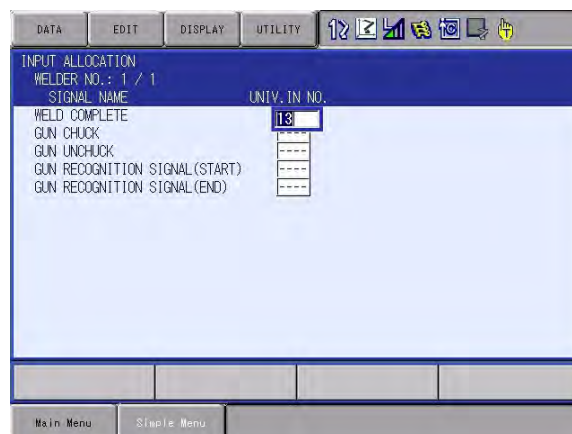 DATA EDIT DISPLAY UTILITY
INPUT ALLOCATION
WELDER NO.: 1 / 1
SIGNAL NAME UNIV.IN NO.
WELD COMPLETE 13
GUN CHUCK ----
GUN UNCHUCK ----
GUN RECOGNITION SIGNAL(START) ----
GUN RECOGNITION SIGNAL(END) ----
Main Menu Simple Menu